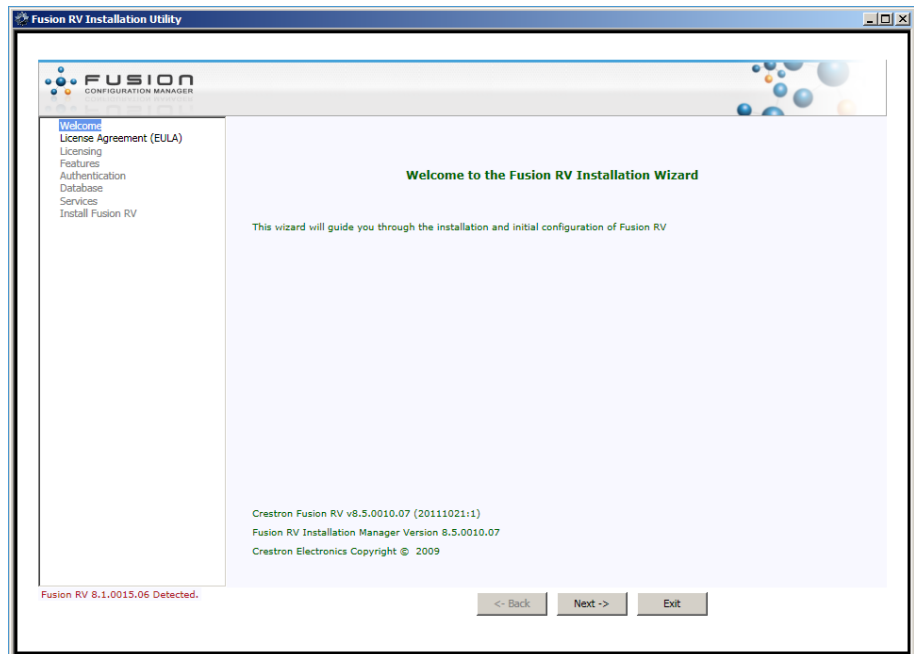 Fusion RV Installation Utility
FUSION
CONFIGURATION MANAGER
Welcome
License Agreement (EULA)
Licensing
Features
Authentication
Database
Services
Install Fusion RV
Welcome to the Fusion RV Installation Wizard
This wizard will guide you through the installation and initial configuration of Fusion RV
Crestron Fusion RV v8.5.0010.07 (20111021:1)
Fusion RV Installation Manager Version 8.5.0010.07
Crestron Electronics Copyright © 2009
Fusion RV 8.1.0015.06 Detected.
<- Back
Next ->
Exit